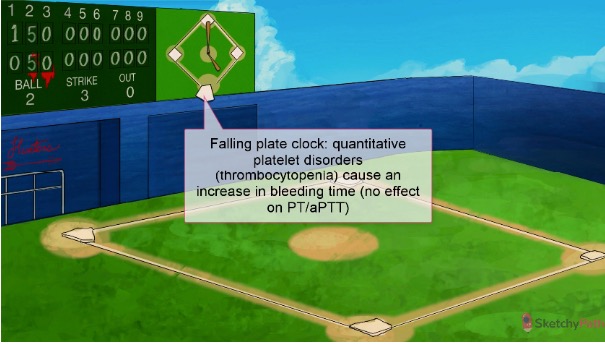 1 2 3 4 5 6 7 8 9
1 5 0 0 0 0 0 0 0
0 5 0 0 0 0 0 0 0
BALL STRIKE OUT
2 3 0
Falling plate clock: quantitative
platelet disorders
(thrombocytopenia) cause an
increase in bleeding time (no effect
on PT/aPTT)
SketchyPath